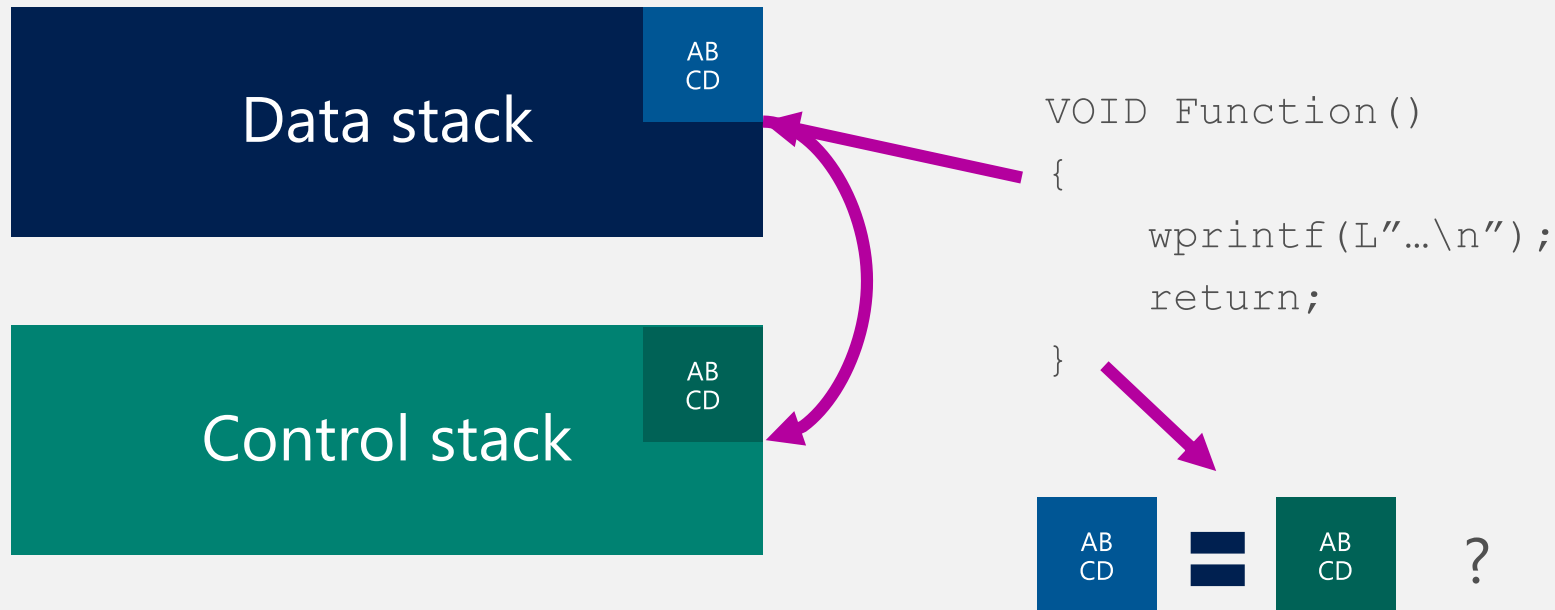 Data stack
AB
CD
Control stack
AB
CD
VOID Function()
{
wprintf(L”…\n”);
return;
}
AB
CD
=
AB
CD
?